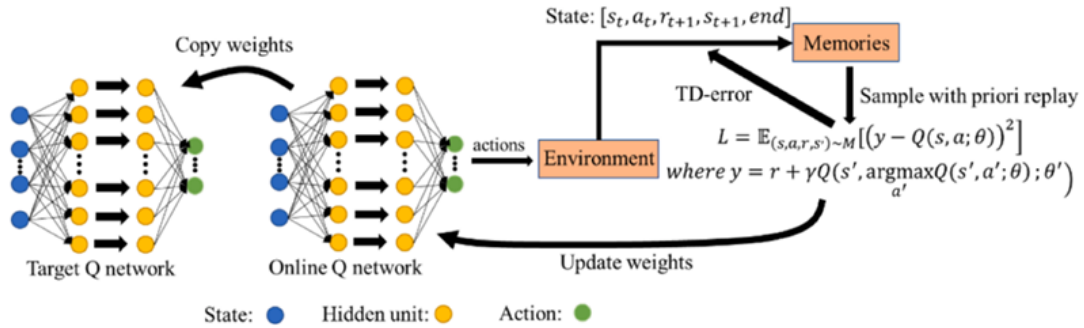 State: [s_t, a_t, r_{t+1}, s_{t+1}, end]
Copy weights
Memories
TD-error
Sample with priori replay
actions
Environment
L = 𝔼_{(s,a,r,s')~M}[(y − Q(s, a; θ))²]
where y = r + γQ(s', argmax_{a'} Q(s', a'; θ) ; θ')
Target Q network
Online Q network
Update weights
State:
Hidden unit:
Action: